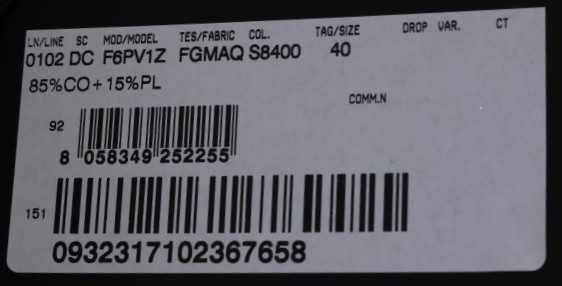 LN/LINE SC MOD/MODEL TES/FABRIC COL. TAG/SIZE DROP VAR. CT
0102 DC F6PV1Z FGMAQ S8400 40
85%CO+15%PL
COMM.N
92
8 058349 252255
151
0932317102367658